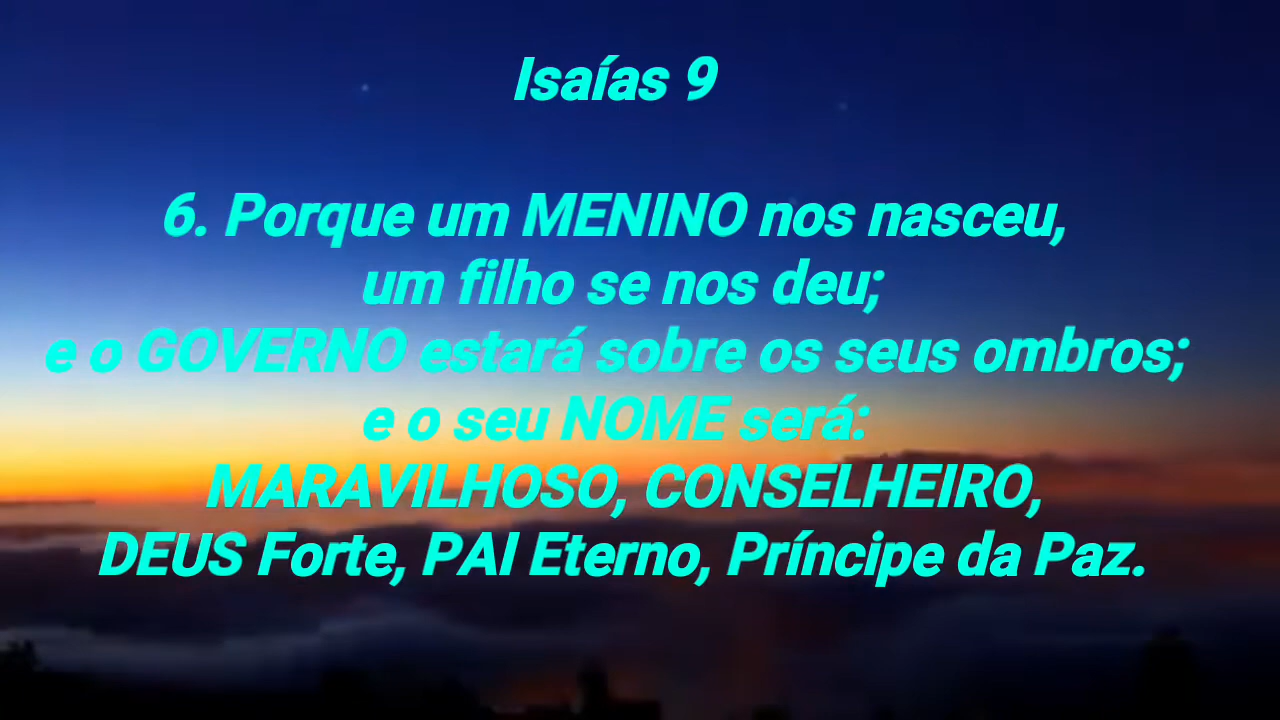 Isaías 9
6. Porque um MENINO nos nasceu,
um filho se nos deu;
e o GOVERNO estará sobre os seus ombros;
e o seu NOME será:
MARAVILHOSO, CONSELHEIRO,
DEUS Forte, PAI Eterno, Príncipe da Paz.